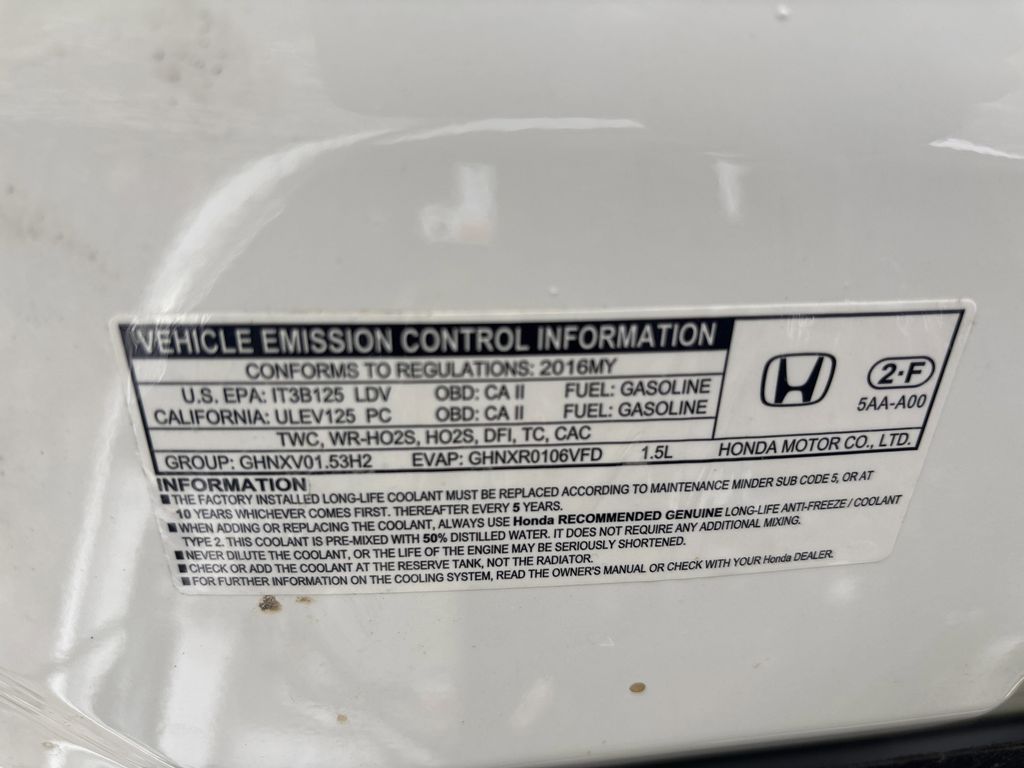 VEHICLE EMISSION CONTROL INFORMATION
CONFORMS TO REGULATIONS: 2016MY
U.S. EPA: IT3B125 LDV OBD: CA II FUEL: GASOLINE
CALIFORNIA: ULEV125 PC OBD: CA II FUEL: GASOLINE
TWC, WR-HO2S, HO2S, DFI, TC, CAC
GROUP: GHNXV01.53H2 EVAP: GHNXR0106VFD 1.5L
2·F
5AA-A00
HONDA MOTOR CO., LTD.
INFORMATION
■ THE FACTORY INSTALLED LONG-LIFE COOLANT MUST BE REPLACED ACCORDING TO MAINTENANCE MINDER SUB CODE 5, OR AT
10 YEARS WHICHEVER COMES FIRST. THEREAFTER EVERY 5 YEARS.
■ WHEN ADDING OR REPLACING THE COOLANT, ALWAYS USE Honda RECOMMENDED GENUINE LONG-LIFE ANTI-FREEZE / COOLANT
TYPE 2. THIS COOLANT IS PRE-MIXED WITH 50% DISTILLED WATER. IT DOES NOT REQUIRE ANY ADDITIONAL MIXING.
■ NEVER DILUTE THE COOLANT, OR THE LIFE OF THE ENGINE MAY BE SERIOUSLY SHORTENED.
■ CHECK OR ADD THE COOLANT AT THE RESERVE TANK, NOT THE RADIATOR.
■ FOR FURTHER INFORMATION ON THE COOLING SYSTEM, READ THE OWNER'S MANUAL OR CHECK WITH YOUR Honda DEALER.